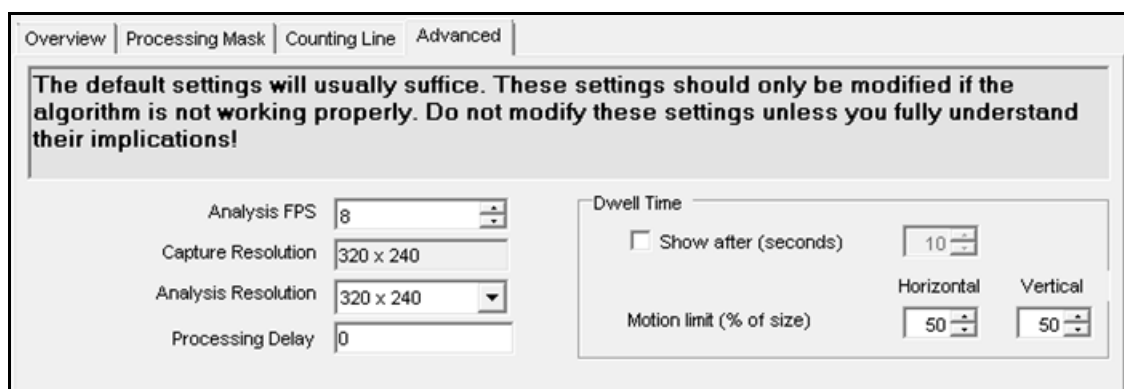 Overview Processing Mask Counting Line Advanced
The default settings will usually suffice. These settings should only be modified if the
algorithm is not working properly. Do not modify these settings unless you fully understand
their implications!
Analysis FPS 8
Capture Resolution 320 x 240
Analysis Resolution 320 x 240
Processing Delay 0
Dwell Time
Show after (seconds) 10
Horizontal Vertical
Motion limit (% of size) 50 50